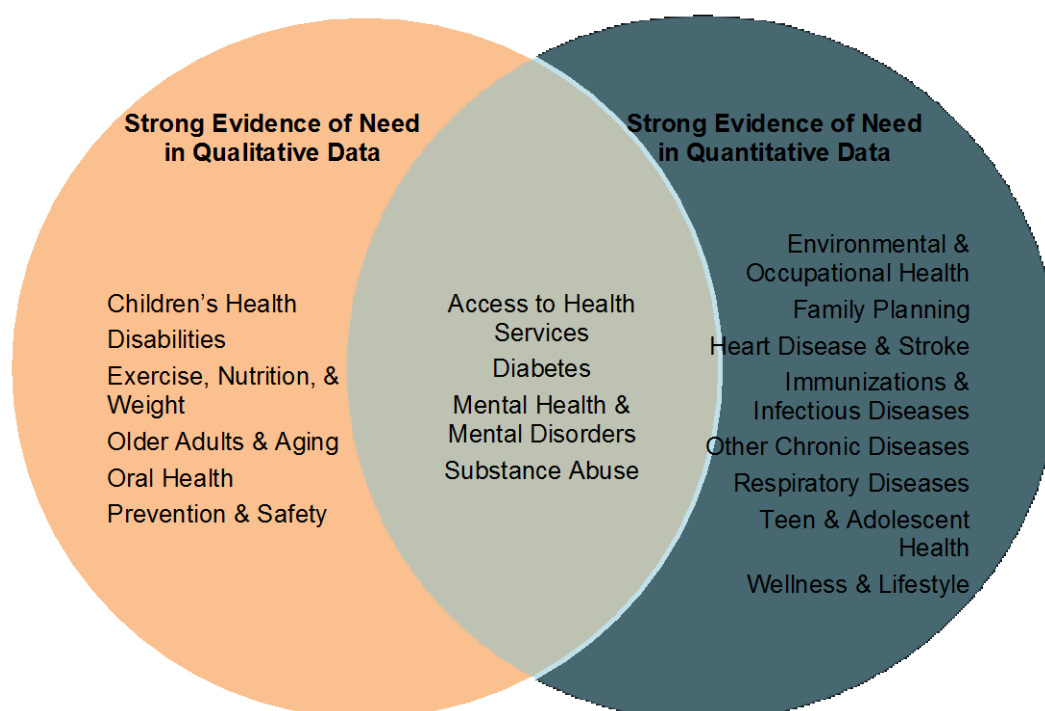 Strong Evidence of Need
in Qualitative Data
Children’s Health
Disabilities
Exercise, Nutrition, &
Weight
Older Adults & Aging
Oral Health
Prevention & Safety
Access to Health
Services
Diabetes
Mental Health &
Mental Disorders
Substance Abuse
Strong Evidence of Need
in Quantitative Data
Environmental &
Occupational Health
Family Planning
Heart Disease & Stroke
Immunizations &
Infectious Diseases
Other Chronic Diseases
Respiratory Diseases
Teen & Adolescent
Health
Wellness & Lifestyle